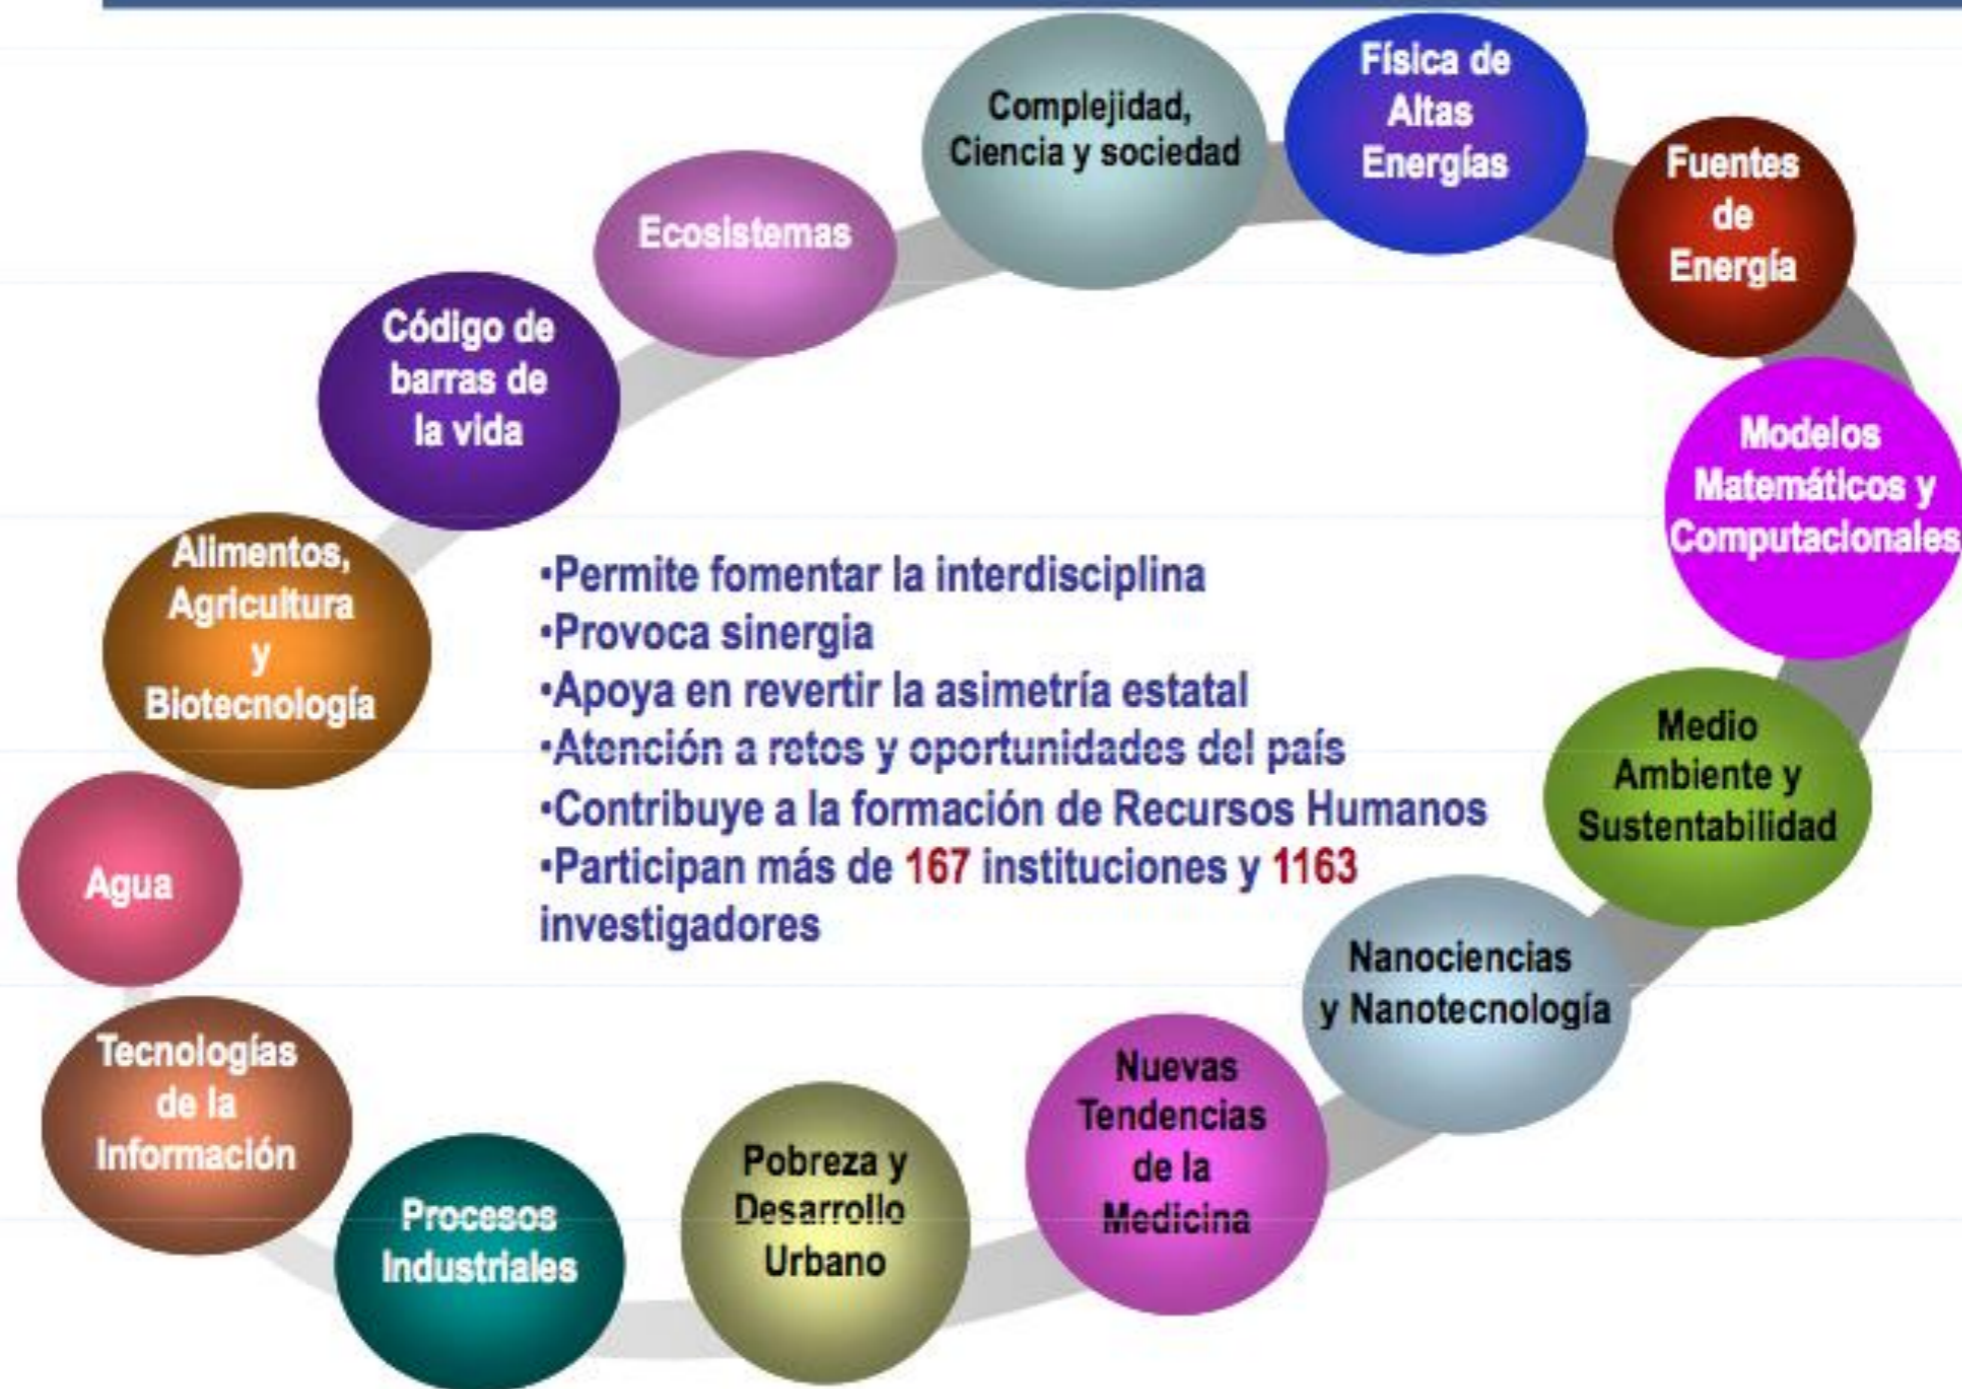 Complejidad,
Ciencia y sociedad
Física de
Altas
Energías
Fuentes
de
Energía
Modelos
Matemáticos y
Computacionales
Medio
Ambiente y
Sustentabilidad
Nanociencias
y Nanotecnología
Nuevas
Tendencias
de la
Medicina
Pobreza y
Desarrollo
Urbano
Procesos
Industriales
Tecnologías
de la
Información
Agua
Alimentos,
Agricultura
y
Biotecnología
Código de
barras de
la vida
Ecosistemas
•Permite fomentar la interdisciplina
•Provoca sinergia
•Apoya en revertir la asimetría estatal
•Atención a retos y oportunidades del país
•Contribuye a la formación de Recursos Humanos
•Participan más de 167 instituciones y 1163
investigadores